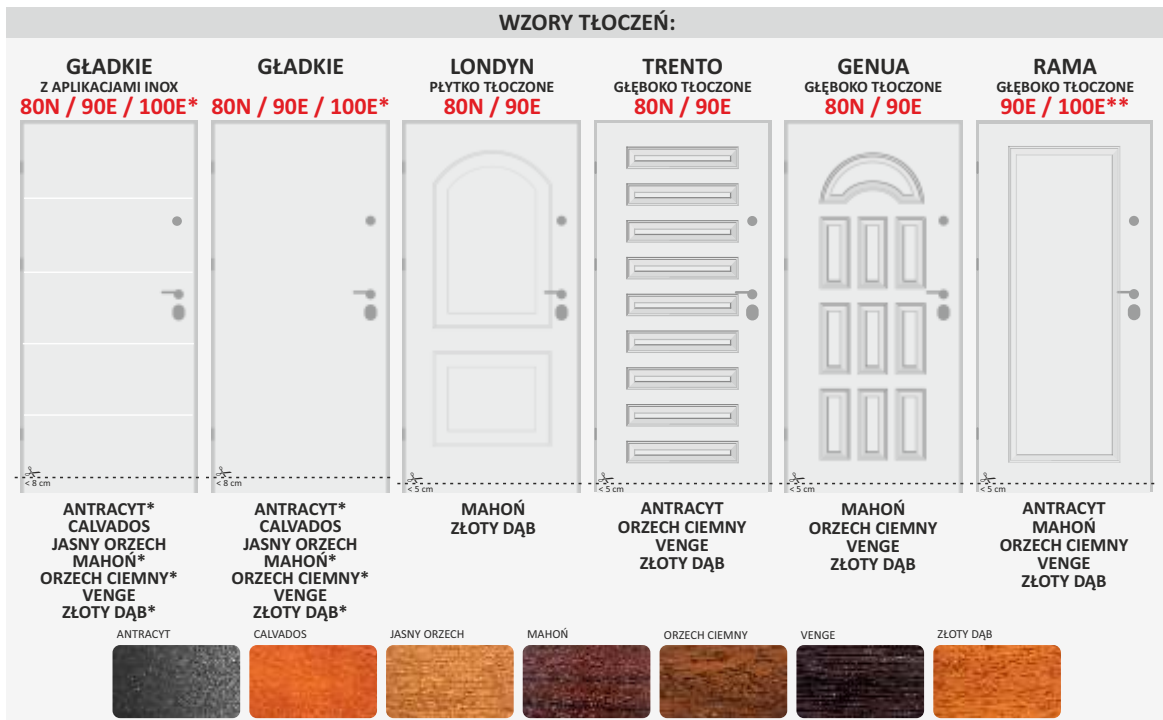 WZORY TŁOCZEŃ:
GŁADKIE
Z APLIKACJAMI INOX
80N / 90E / 100E*
< 8 cm
ANTRACYT*
CALVADOS
JASNY ORZECH
MAHOŃ*
ORZECH CIEMNY*
VENGE
ZŁOTY DĄB*
GŁADKIE
80N / 90E / 100E*
< 8 cm
ANTRACYT*
CALVADOS
JASNY ORZECH
MAHOŃ*
ORZECH CIEMNY*
VENGE
ZŁOTY DĄB*
LONDYN
PŁYTKO TŁOCZONE
80N / 90E
< 5 cm
MAHOŃ
ZŁOTY DĄB
TRENTO
GŁĘBOKO TŁOCZONE
80N / 90E
< 5 cm
ANTRACYT
ORZECH CIEMNY
VENGE
ZŁOTY DĄB
GENUA
GŁĘBOKO TŁOCZONE
80N / 90E
< 5 cm
MAHOŃ
ORZECH CIEMNY
VENGE
ZŁOTY DĄB
RAMA
GŁĘBOKO TŁOCZONE
90E / 100E**
< 5 cm
ANTRACYT
MAHOŃ
ORZECH CIEMNY
VENGE
ZŁOTY DĄB
ANTRACYT
CALVADOS
JASNY ORZECH
MAHOŃ
ORZECH CIEMNY
VENGE
ZŁOTY DĄB